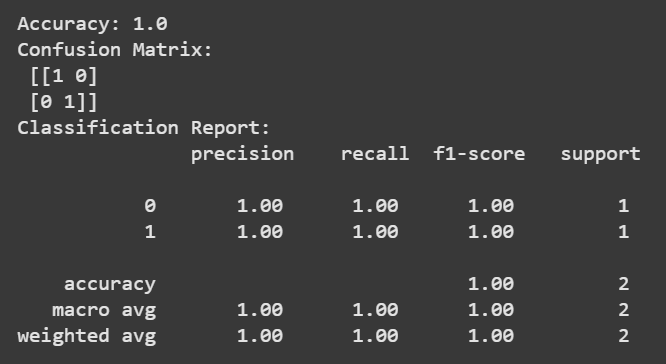 Accuracy: 1.0
Confusion Matrix:
[[1 0]
[0 1]]
Classification Report:
precision recall f1-score support
0 1.00 1.00 1.00 1
1 1.00 1.00 1.00 1
accuracy 1.00 2
macro avg 1.00 1.00 1.00 2
weighted avg 1.00 1.00 1.00 2